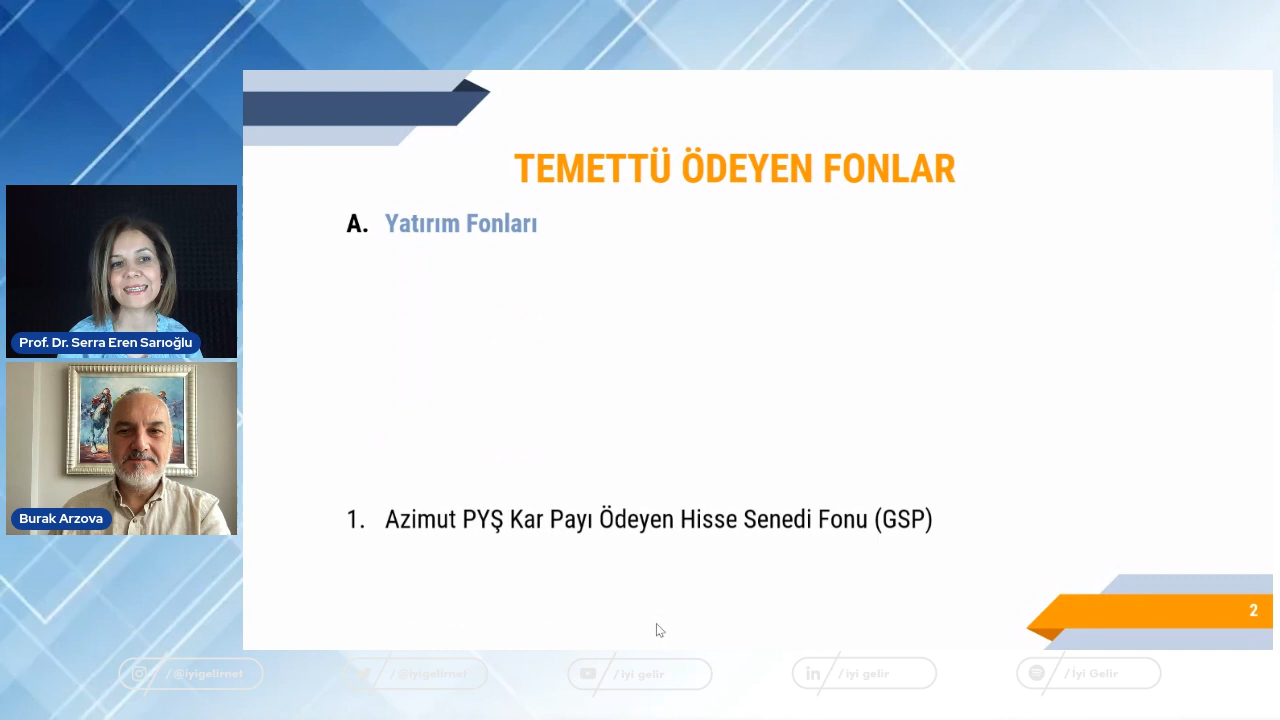 TEMETTÜ ÖDEYEN FONLAR
A. Yatırım Fonları
1. Azimut PYŞ Kar Payı Ödeyen Hisse Senedi Fonu (GSP)
2
Prof. Dr. Serra Eren Sarıoğlu
Burak Arzova
/@iyigelirnet
/@iyigelirnet
/iyi gelir
/iyi gelir
/İyi Gelir